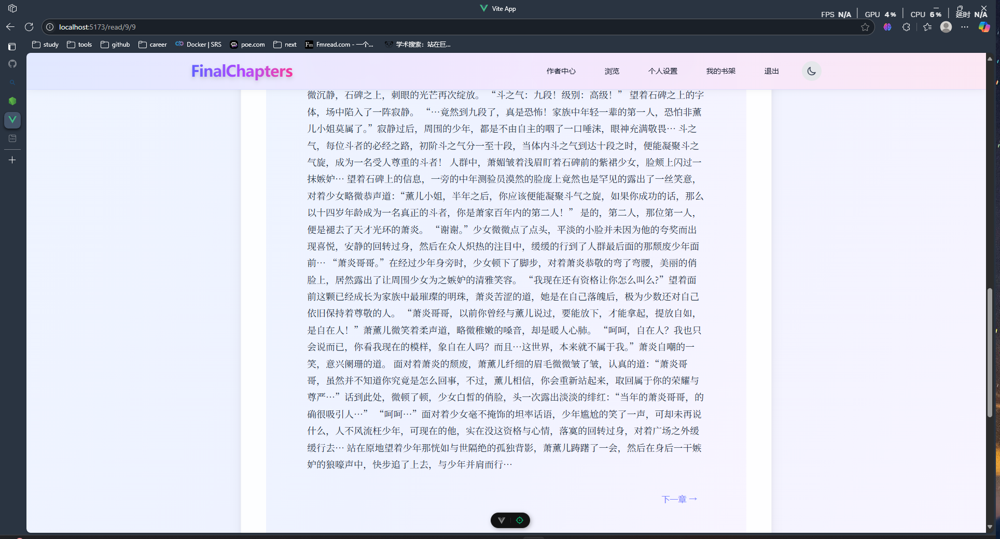 Vite App
FPS N/A GPU 4% CPU 6% 延时 N/A
localhost:5173/read/9/9
study tools github career Docker | SRS poe.com next Fmread.com - 一个... 学术搜索：站在巨...
FinalChapters 作者中心 浏览 个人设置 我的书架 退出
微沉静，石碑之上，刺眼的光芒再次绽放。 “斗之气：九段！级别：高级！” 望着石碑之上的字
体，场中陷入了一阵寂静。 “…竟然到九段了，真是恐怖！家族中年轻一辈的第一人，恐怕非薰
儿小姐莫属了。”寂静过后，周围的少年，都是不由自主的咽了一口唾沫，眼神充满敬畏… 斗之
气，每位斗者的必经之路，初阶斗之气分一至十段，当体内斗之气到达十段之时，便能凝聚斗之
气旋，成为一名受人尊重的斗者！ 人群中，萧媚皱着浅眉盯着石碑前的紫裙少女，脸颊上闪过一
抹嫉妒… 望着石碑上的信息，一旁的中年测验员漠然的脸庞上竟然也是罕见的露出了一丝笑意，
对着少女略微恭声道：“薰儿小姐，半年之后，你应该便能凝聚斗气之旋，如果你成功的话，那么
以十四岁年龄成为一名真正的斗者，你是萧家百年内的第二人！” 是的，第二人，那位第一人，
便是褪去了天才光环的萧炎。 “谢谢。”少女微微点了点头，平淡的小脸并未因为他的夸奖而出
现喜悦，安静的回转过身，然后在众人炽热的注目中，缓缓的行到了人群最后面的那颓废少年面
前… “萧炎哥哥。”在经过少年身旁时，少女顿下了脚步，对着萧炎恭敬的弯了弯腰，美丽的俏
脸上，居然露出了让周围少女为之嫉妒的清雅笑容。 “我现在还有资格让你怎么叫么?”望着面
前这颗已经成长为家族中最璀璨的明珠，萧炎苦涩的道，她是在自己落魄后，极为少数还对自己
依旧保持着尊敬的人。 “萧炎哥哥，以前你曾经与薰儿说过，要能放下，才能拿起，提放自如，
是自在人！”萧薰儿微笑着柔声道，略微稚嫩的嗓音，却是暖人心肺。 “呵呵，自在人？我也只
会说而已，你看我现在的模样，象自在人吗？而且…这世界，本来就不属于我。”萧炎自嘲的一
笑，意兴阑珊的道。 面对着萧炎的颓废，萧薰儿纤细的眉毛微微皱了皱，认真的道：“萧炎哥
哥，虽然并不知道你究竟是怎么回事，不过，薰儿相信，你会重新站起来，取回属于你的荣耀与
尊严…”话到此处，微顿了顿，少女白皙的俏脸，头一次露出淡淡的绯红：“当年的萧炎哥哥，的
确很吸引人…” “呵呵…”面对着少女毫不掩饰的坦率话语，少年尴尬的笑了一声，可却未再说
什么，人不风流枉少年，可现在的他，实在没这资格与心情，落寞的回转过身，对着广场之外缓
缓行去… 站在原地望着少年那恍如与世隔绝的孤独背影，萧薰儿踌躇了一会，然后在身后一干嫉
妒的狼嚎声中，快步追了上去，与少年并肩而行…
下一章 →